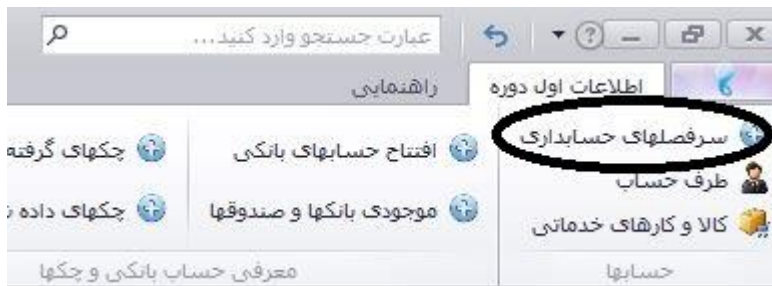 عبارت جستجو وارد کنید...
اطلاعات اول دوره راهنمایی
سرفصلهای حسابداری افتتاح حسابهای بانکی چکهای گرفته
طرف حساب
کالا و کارهای خدماتی موجودی بانکها و صندوقها چکهای داده
حسابها معرفی حساب بانکی و چکها